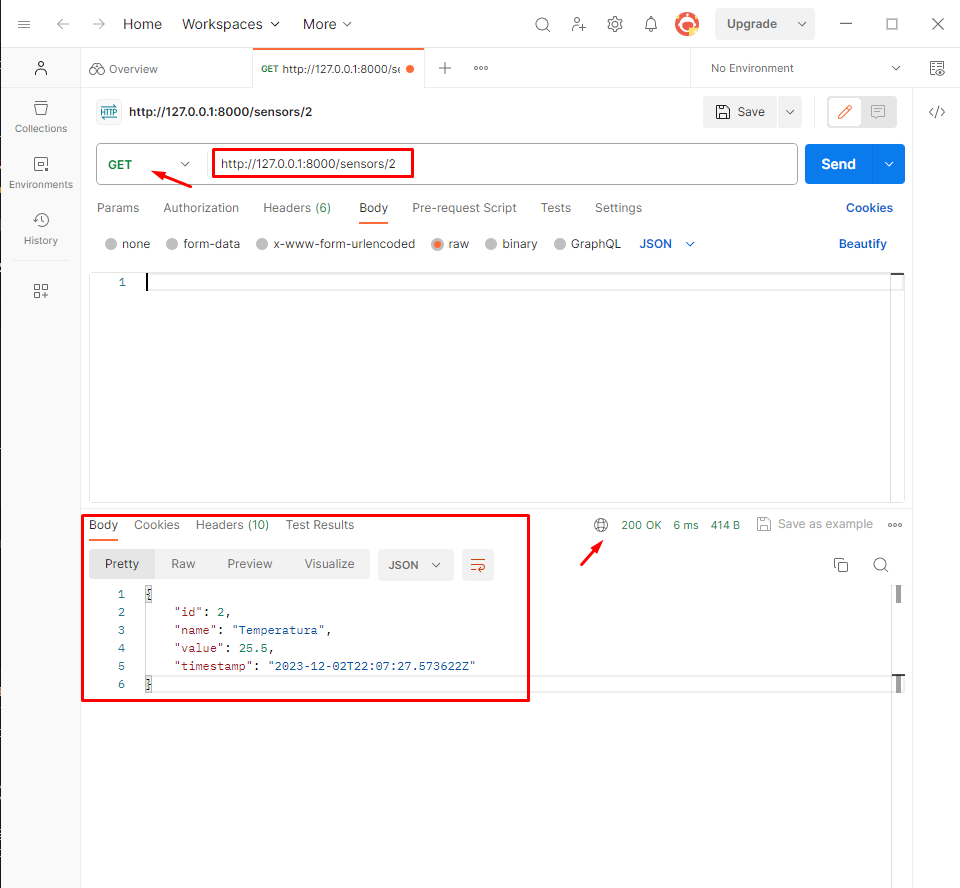 Home Workspaces More Upgrade
Overview GET http://127.0.0.1:8000/se No Environment
HTTP http://127.0.0.1:8000/sensors/2 Save
Collections
Environments
History
GET http://127.0.0.1:8000/sensors/2 Send
Params Authorization Headers (6) Body Pre-request Script Tests Settings Cookies
none form-data x-www-form-urlencoded raw binary GraphQL JSON Beautify
1
Body Cookies Headers (10) Test Results 200 OK 6 ms 414 B Save as example
Pretty Raw Preview Visualize JSON
1 {
2 "id": 2,
3 "name": "Temperatura",
4 "value": 25.5,
5 "timestamp": "2023-12-02T22:07:27.573622Z"
6 }